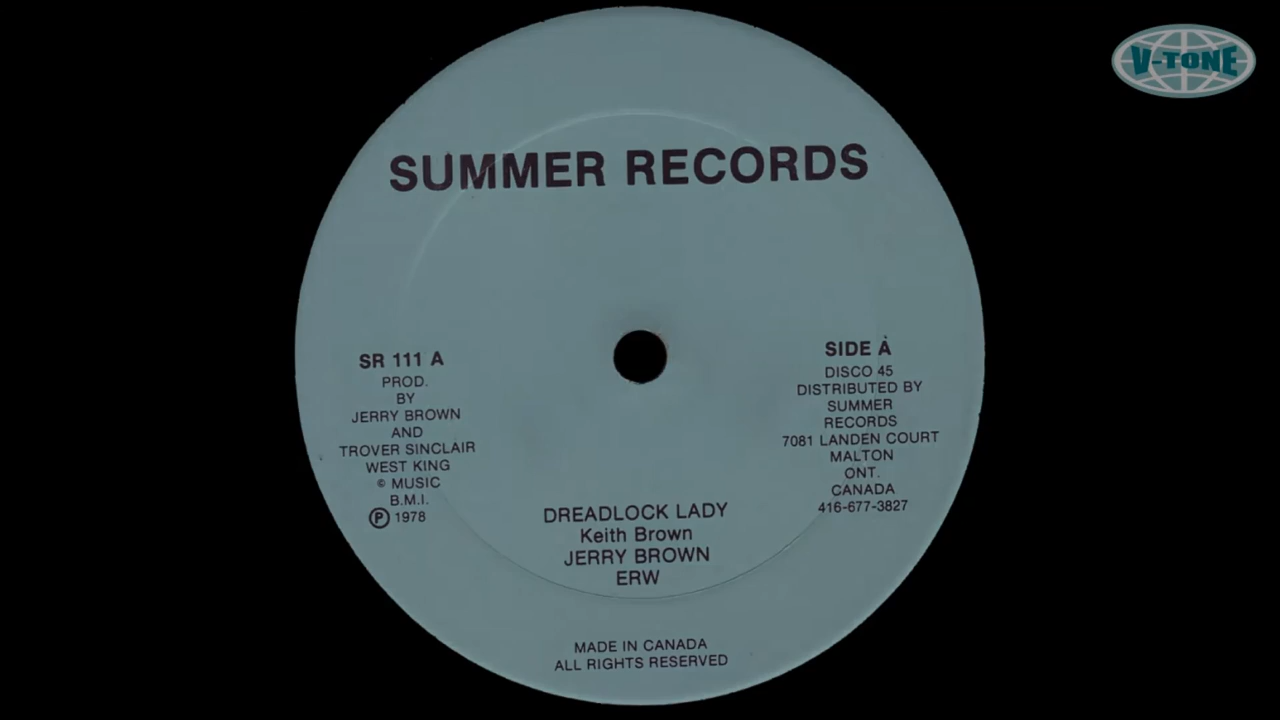 V-TONE
SUMMER RECORDS
SR 111 A
PROD.
BY
JERRY BROWN
AND
TROVER SINCLAIR
WEST KING
© MUSIC
B.M.I.
℗ 1978
SIDE A
DISCO 45
DISTRIBUTED BY
SUMMER
RECORDS
7081 LANDEN COURT
MALTON
ONT.
CANADA
416-677-3827
DREADLOCK LADY
Keith Brown
JERRY BROWN
ERW
MADE IN CANADA
ALL RIGHTS RESERVED